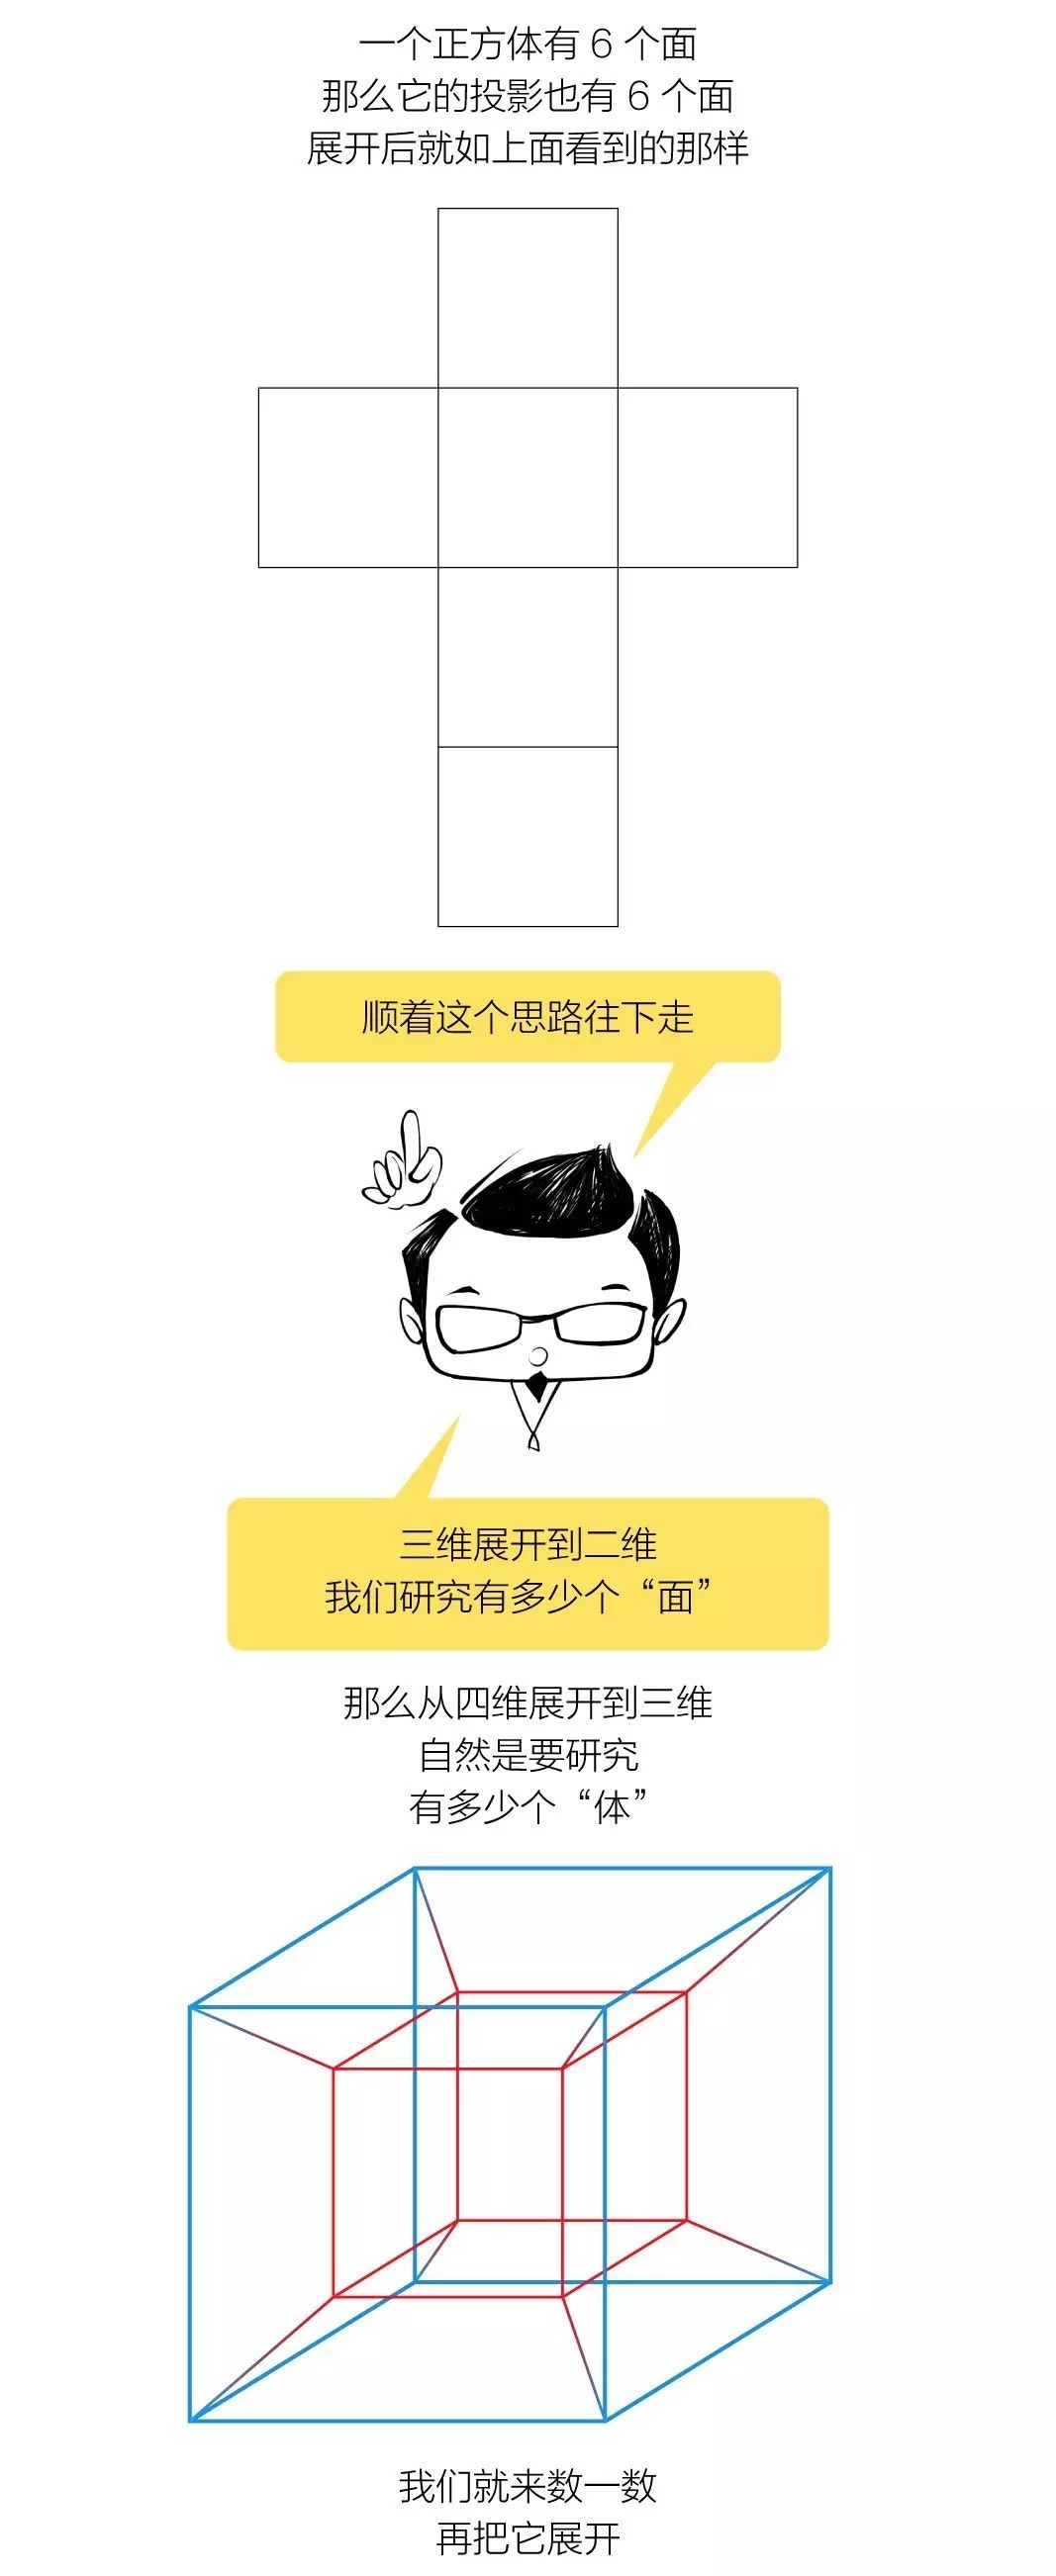 一个正方体有 6 个面
那么它的投影也有 6 个面
展开后就如上面看到的那样
顺着这个思路往下走
三维展开到二维
我们研究有多少个“面”
那么从四维展开到三维
自然是要研究
有多少个“体”
我们就来数一数
再把它展开